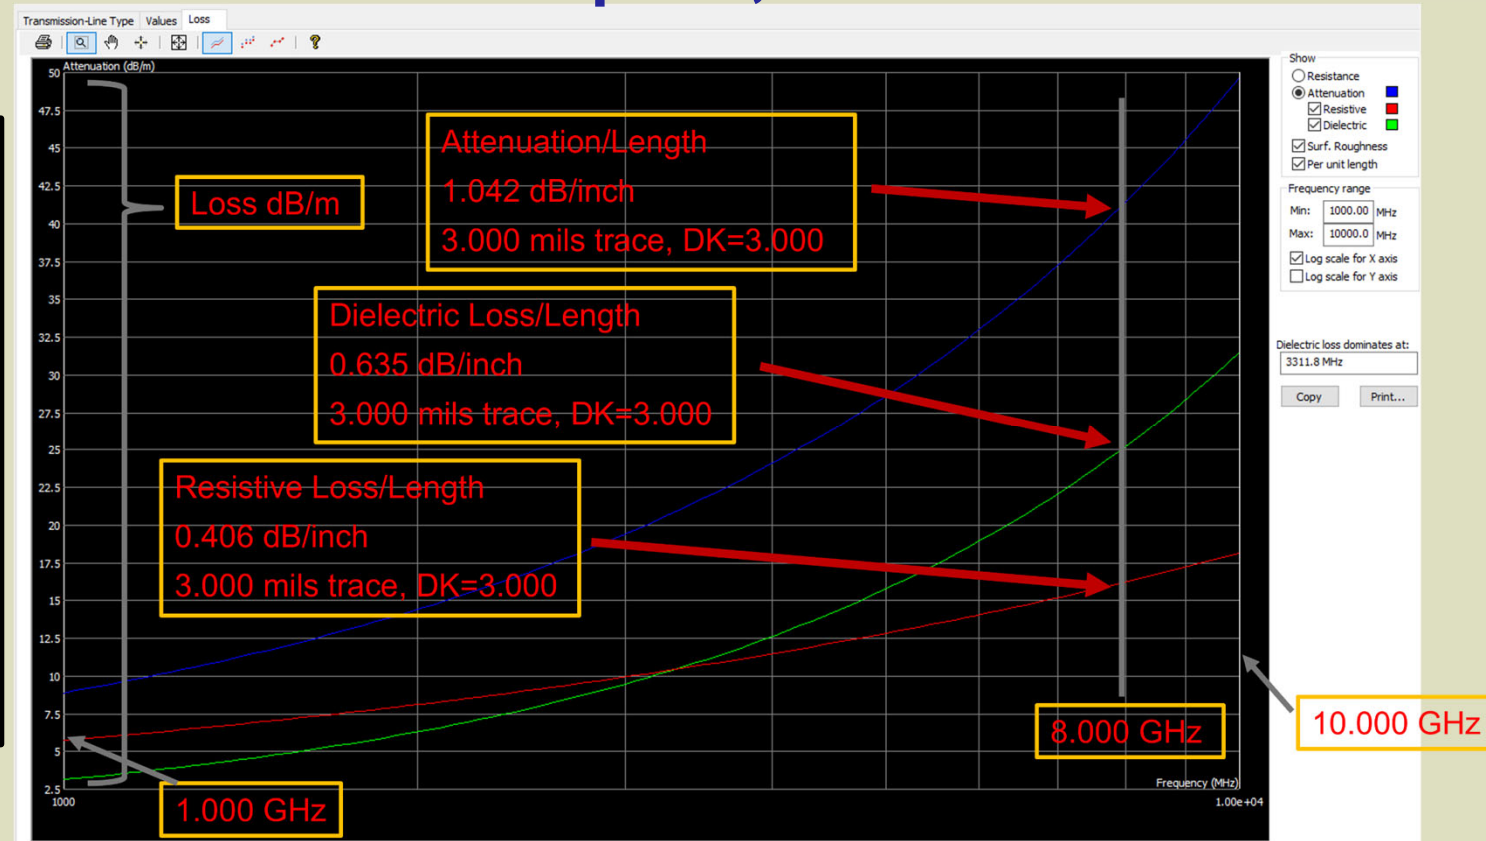 Transmission-Line Type Values Loss
Attenuation (dB/m)
50
47.5
45
42.5
40
37.5
35
32.5
30
27.5
25
22.5
20
17.5
15
12.5
10
7.5
5
2.5
1000
Frequency (MHz)
1.00e+04
Loss dB/m
Attenuation/Length
1.042 dB/inch
3.000 mils trace, DK=3.000
Dielectric Loss/Length
0.635 dB/inch
3.000 mils trace, DK=3.000
Resistive Loss/Length
0.406 dB/inch
3.000 mils trace, DK=3.000
1.000 GHz
8.000 GHz
10.000 GHz
Show
Resistance
Attenuation
Resistive
Dielectric
Surf. Roughness
Per unit length
Frequency range
Min: 1000.00 MHz
Max: 10000.0 MHz
Log scale for X axis
Log scale for Y axis
Dielectric loss dominates at:
3311.8 MHz
Copy Print...